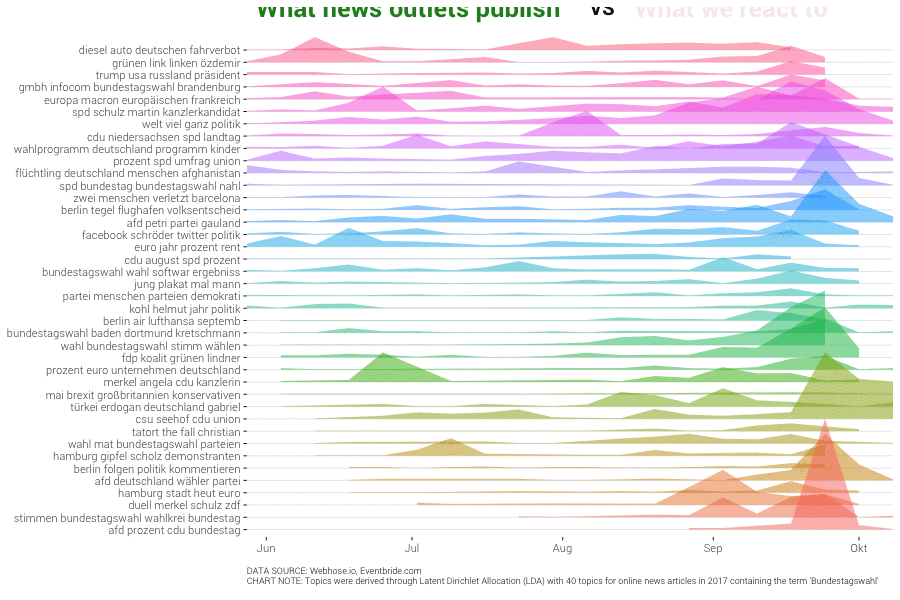 What news outlets publish vs What we react to
diesel auto deutschen fahrverbot
grünen link linken özdemir
trump usa russland präsident
gmbh infocom bundestagswahl brandenburg
europa macron europäischen frankreich
spd schulz martin kanzlerkandidat
welt viel ganz politik
cdu niedersachsen spd landtag
wahlprogramm deutschland programm kinder
prozent spd umfrag union
flüchtling deutschland menschen afghanistan
spd bundestag bundestagswahl nahl
zwei menschen verletzt barcelona
berlin tegel flughafen volksentscheid
afd petri partei gauland
facebook schröder twitter politik
euro jahr prozent rent
cdu august spd prozent
bundestagswahl wahl softwar ergebniss
jung plakat mal mann
partei menschen parteien demokrati
kohl helmut jahr politik
berlin air lufthansa septemb
bundestagswahl baden dortmund kretschmann
wahl bundestagswahl stimm wählen
fdp koalit grünen lindner
prozent euro unternehmen deutschland
merkel angela cdu kanzlerin
mai brexit großbritannien konservativen
türkei erdogan deutschland gabriel
csu seehof cdu union
tatort the fall christian
wahl mat bundestagswahl parteien
hamburg gipfel scholz demonstranten
berlin folgen politik kommentieren
afd deutschland wähler partei
hamburg stadt heut euro
duell merkel schulz zdf
stimmen bundestagswahl wahlkrei bundestag
afd prozent cdu bundestag
Jun Jul Aug Sep Okt
DATA SOURCE: Webhose.io, Eventbride.com
CHART NOTE: Topics were derived through Latent Dirichlet Allocation (LDA) with 40 topics for online news articles in 2017 containing the term 'Bundestagswahl'